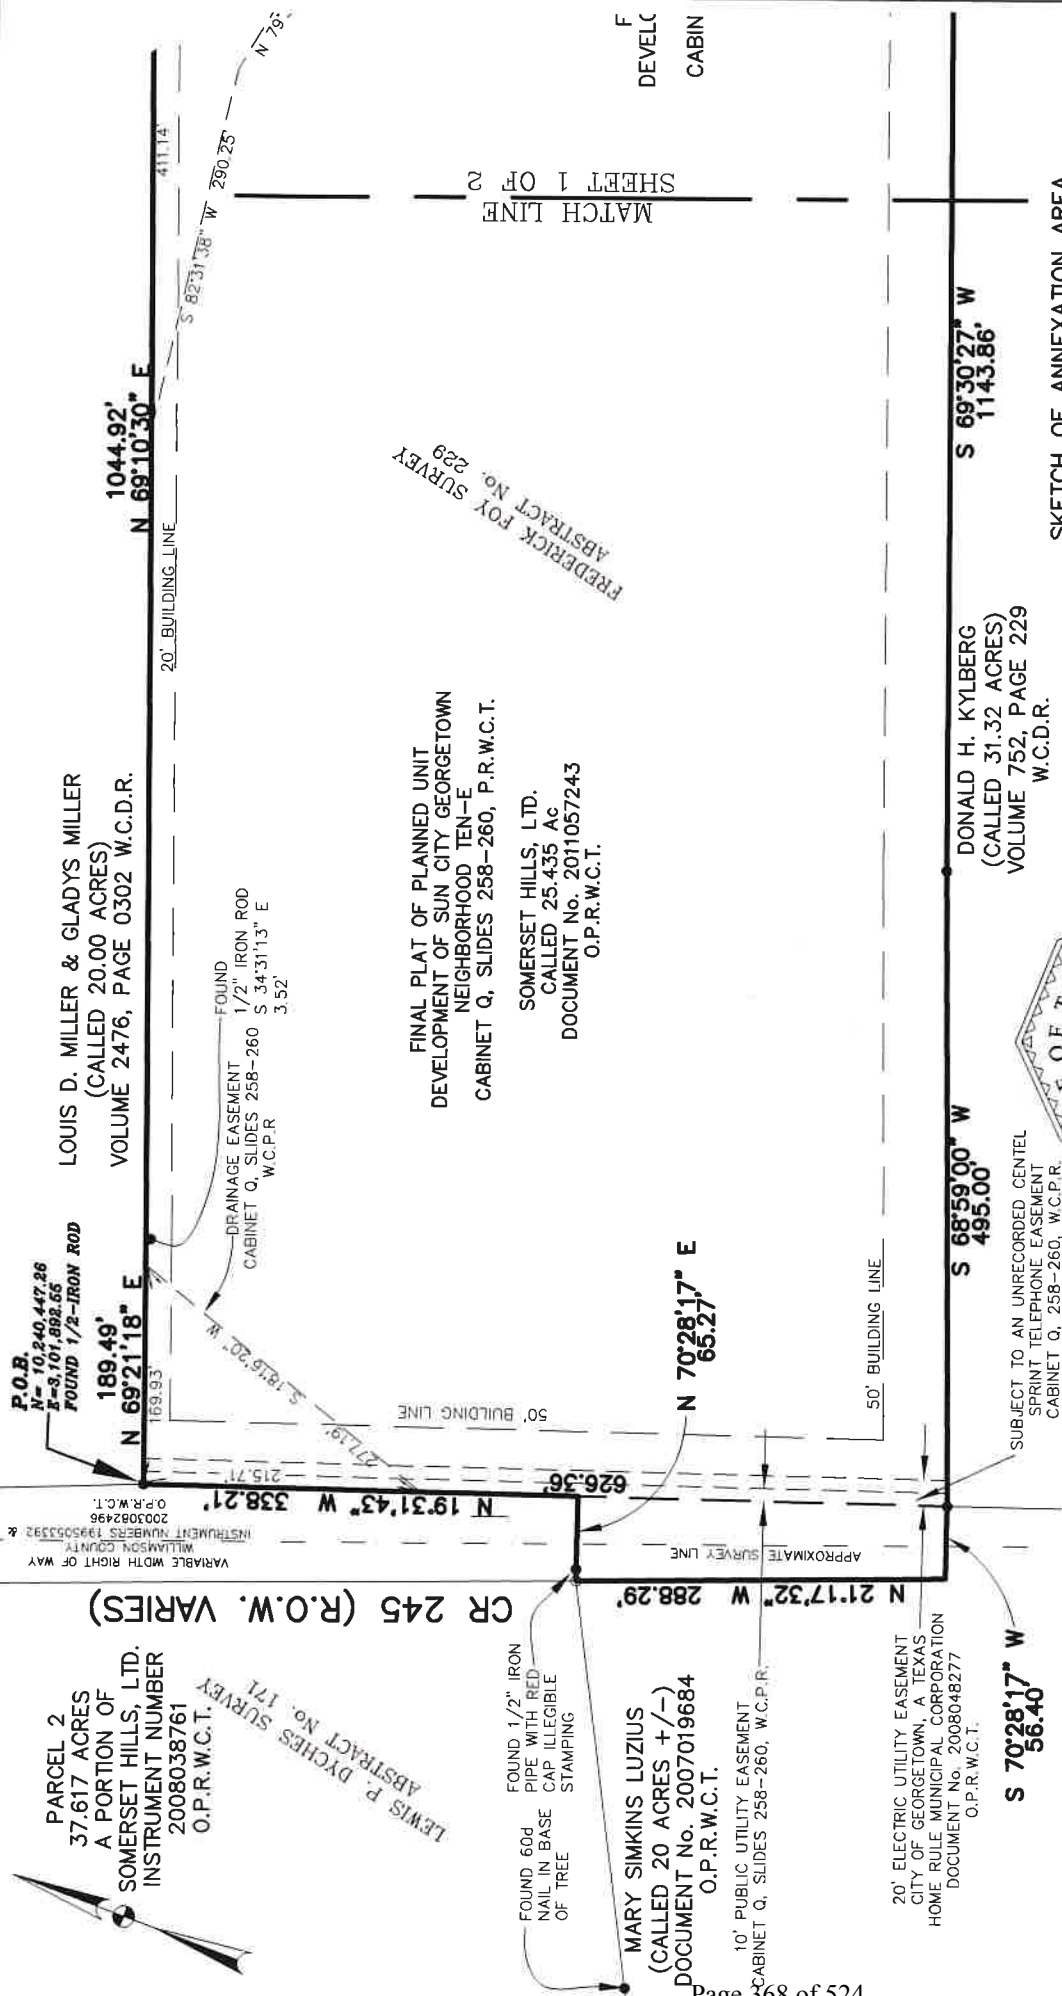 PARCEL 2
37.617 ACRES
A PORTION OF
SOMERSET HILLS, LTD.
INSTRUMENT NUMBER
2008038761
O.P.R.W.C.T.
LEWIS P. DYCHES SURVEY
ABSTRACT No. 171
CR 245 (R.O.W. VARIES)
VARIABLE WIDTH RIGHT OF WAY
WILLIAMSON COUNTY
INSTRUMENT NUMBERS 1995053392 &
2003082496
O.P.R.W.C.T.
P.O.B.
N= 10,240,447.26
E=3,101,892.55
FOUND 1/2-IRON ROD
189.49'
N 69°21'18" E
169.93'
LOUIS D. MILLER & GLADYS MILLER
(CALLED 20.00 ACRES)
VOLUME 2476, PAGE 0302 W.C.D.R.
1044.92'
N 69°10'30" E
411.14'
20' BUILDING LINE
S 82°31'38" W 290.25'
N 79°
FOUND
1/2" IRON ROD
S 34°31'13" E
3.52'
DRAINAGE EASEMENT
CABINET Q, SLIDES 258-260
W.C.P.R
S 18°16'20" W
277.19'
215.71'
N 19°31'43" W 338.21'
626.36'
50' BUILDING LINE
N 70°28'17" E
65.27'
FINAL PLAT OF PLANNED UNIT
DEVELOPMENT OF SUN CITY GEORGETOWN
NEIGHBORHOOD TEN-E
CABINET Q, SLIDES 258-260, P.R.W.C.T.
SOMERSET HILLS, LTD.
CALLED 25.435 Ac
DOCUMENT No. 2011057243
O.P.R.W.C.T.
FREDERICK FOY SURVEY
ABSTRACT No. 229
MATCH LINE
SHEET 1 OF 2
F
DEVELO
CABIN
FOUND 60d
NAIL IN BASE
OF TREE
FOUND 1/2" IRON
PIPE WITH RED
CAP ILLEGIBLE
STAMPING
MARY SIMKINS LUZIUS
(CALLED 20 ACRES +/-)
DOCUMENT No. 2007019684
O.P.R.W.C.T.
10' PUBLIC UTILITY EASEMENT
CABINET Q, SLIDES 258-260, W.C.P.R.
N 21°17'32" W 288.29'
APPROXIMATE SURVEY LINE
20' ELECTRIC UTILITY EASEMENT
CITY OF GEORGETOWN, A TEXAS
HOME RULE MUNICIPAL CORPORATION
DOCUMENT No. 2008048277
O.P.R.W.C.T.
S 70°28'17" W
56.40'
50' BUILDING LINE
S 68°59'00" W
495.00'
SUBJECT TO AN UNRECORDED CENTEL
SPRINT TELEPHONE EASEMENT
CABINET Q, 258-260, W.C.P.R.
DONALD H. KYLBERG
(CALLED 31.32 ACRES)
VOLUME 752, PAGE 229
W.C.D.R.
S 69°30'27" W
1143.86'
SKETCH OF ANNEXATION AREA
OF T
Page 368 of 524